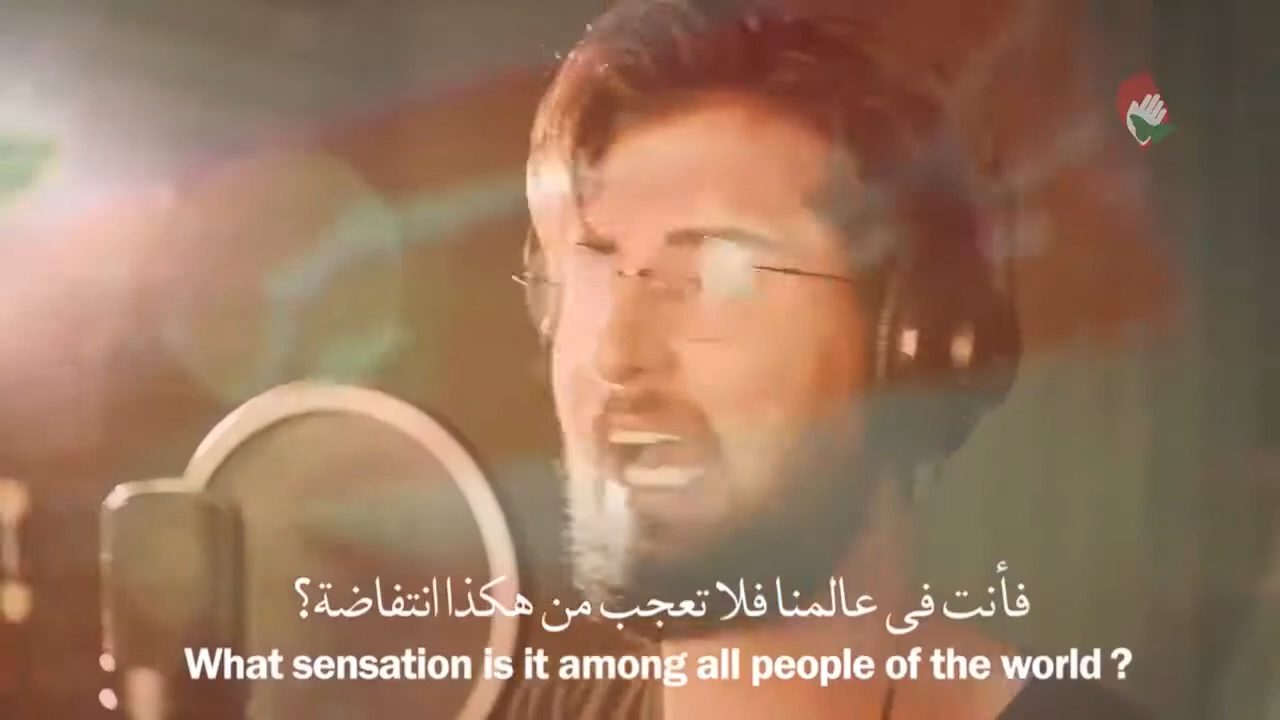 فأنت في عالمنا فلا تعجب من هكذا انتفاضة؟
What sensation is it among all people of the world ?